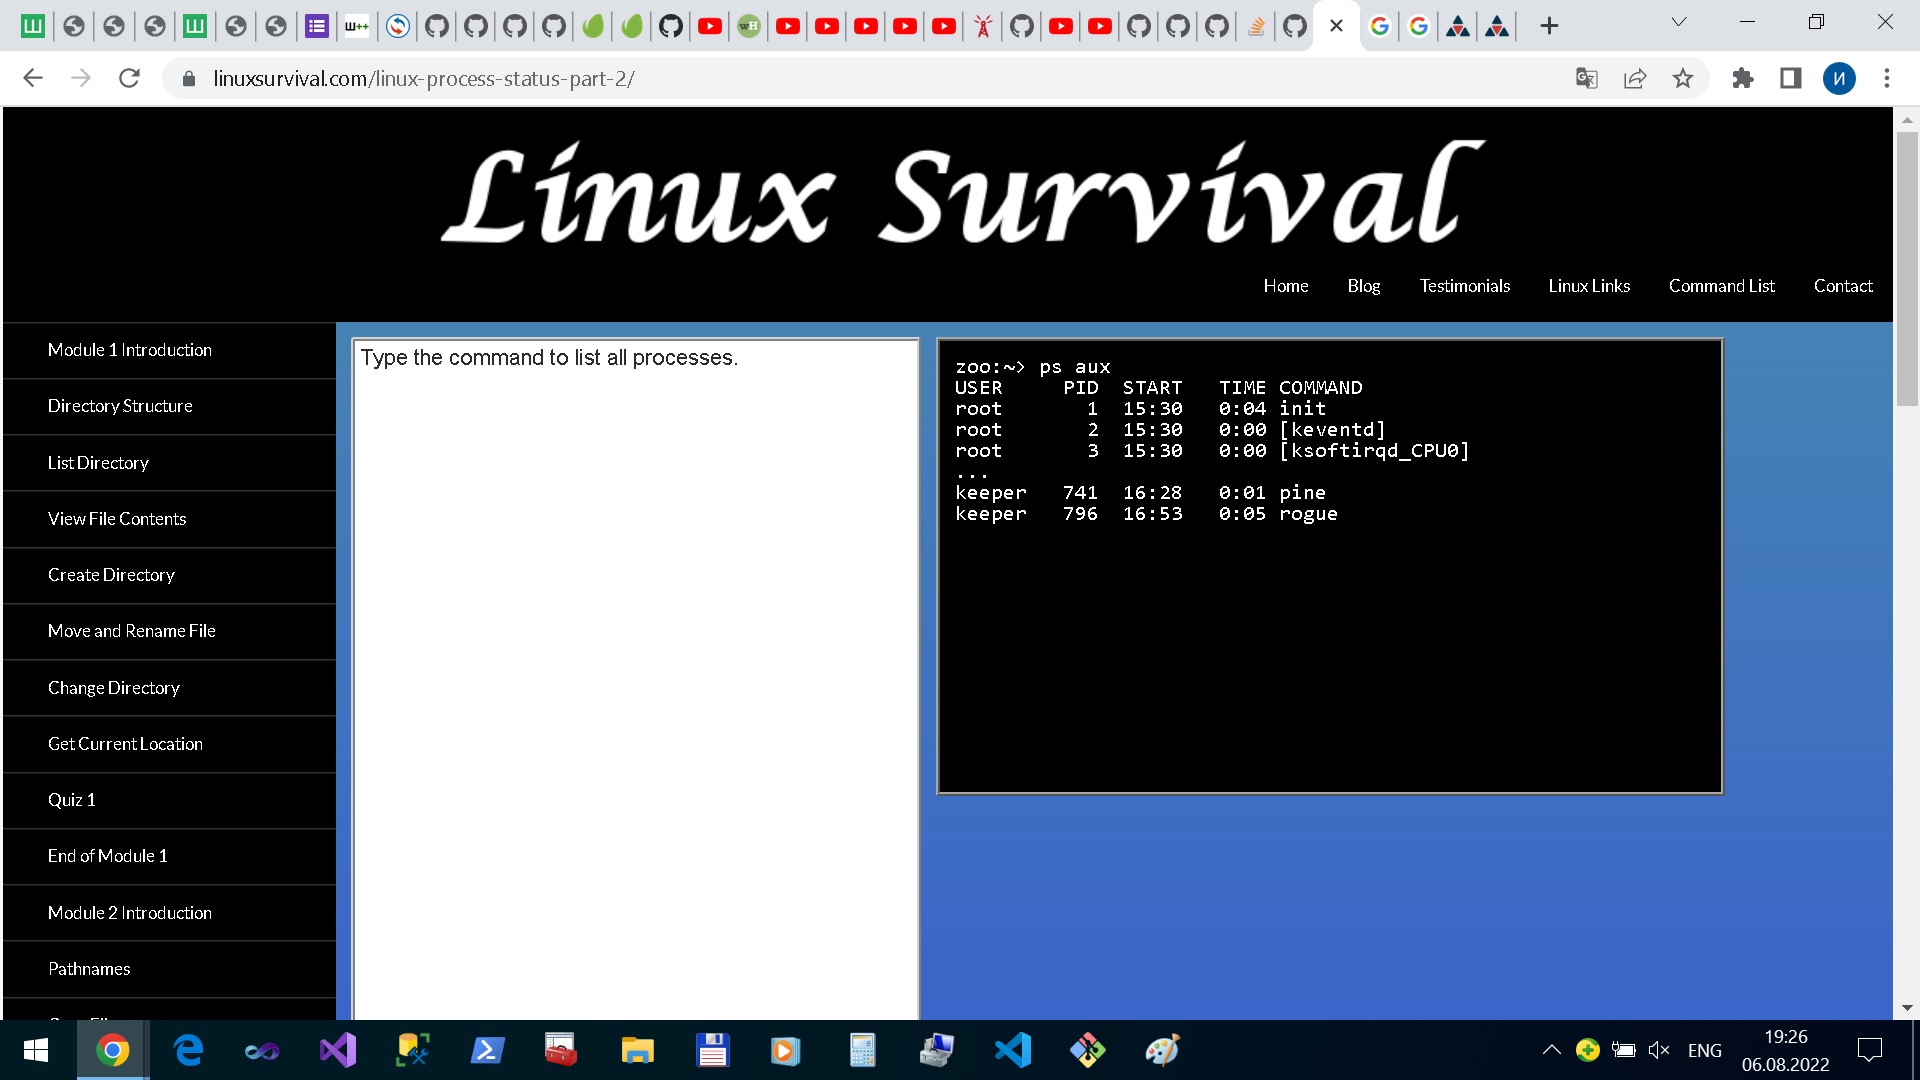 linuxsurvival.com/linux-process-status-part-2/
И
Linux Survival
Home Blog Testimonials Linux Links Command List Contact
Module 1 Introduction
Directory Structure
List Directory
View File Contents
Create Directory
Move and Rename File
Change Directory
Get Current Location
Quiz 1
End of Module 1
Module 2 Introduction
Pathnames
Type the command to list all processes.
zoo:~> ps aux
USER PID START TIME COMMAND
root 1 15:30 0:04 init
root 2 15:30 0:00 [keventd]
root 3 15:30 0:00 [ksoftirqd_CPU0]
...
keeper 741 16:28 0:01 pine
keeper 796 16:53 0:05 rogue
ENG
19:26
06.08.2022